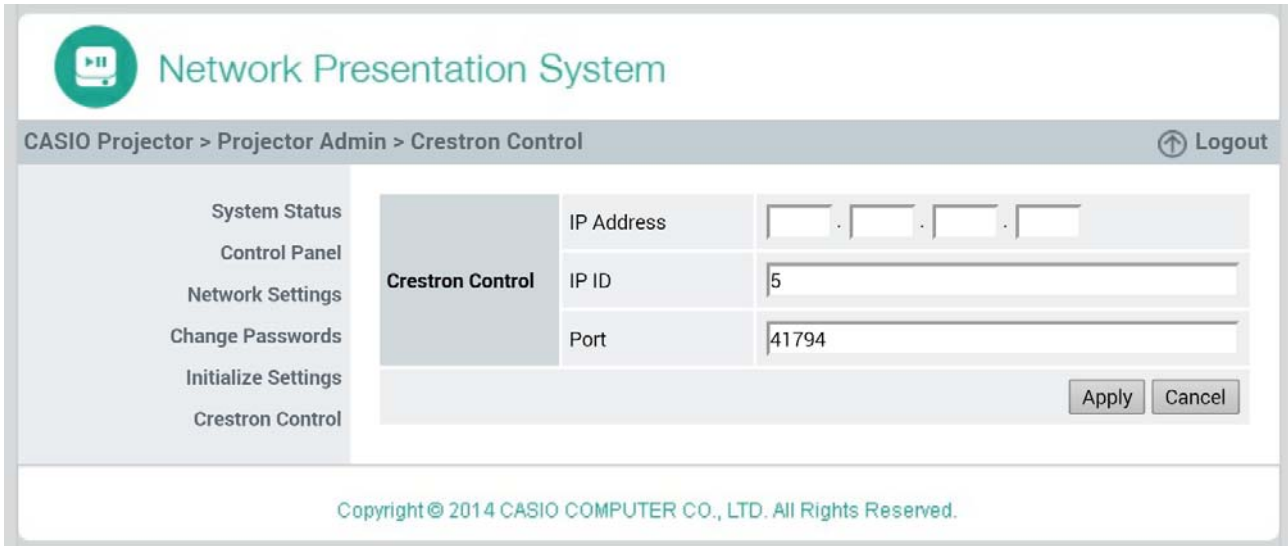 Network Presentation System
CASIO Projector > Projector Admin > Crestron Control
Logout
System Status
Control Panel
Network Settings
Change Passwords
Initialize Settings
Crestron Control
Crestron Control
IP Address . . .
IP ID 5
Port 41794
Apply Cancel
Copyright © 2014 CASIO COMPUTER CO., LTD. All Rights Reserved.